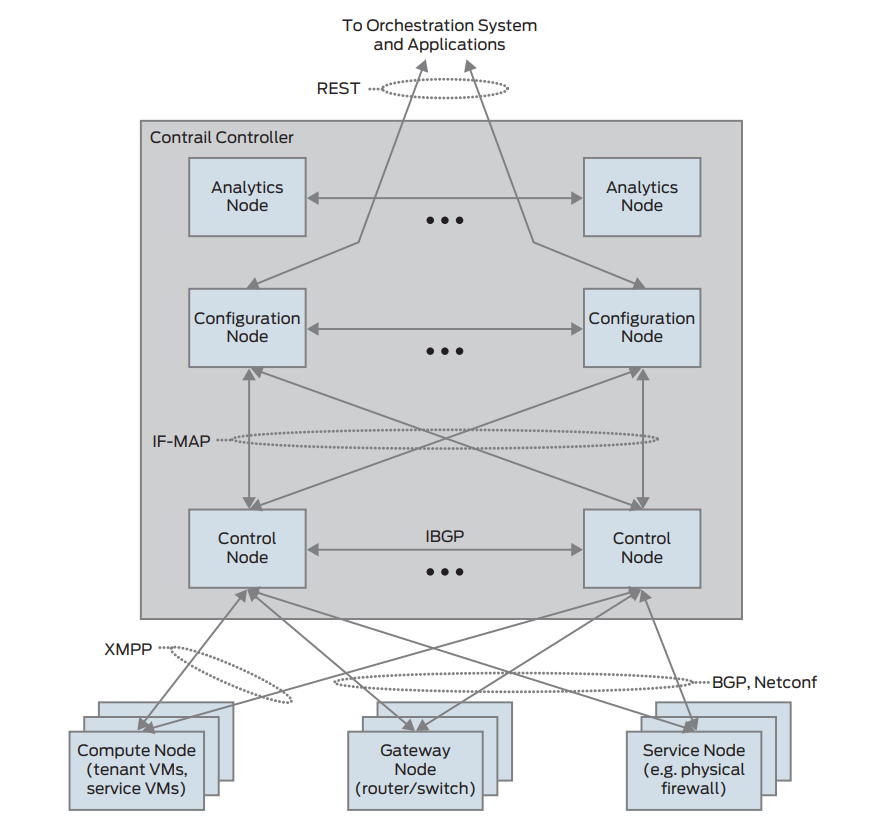 To Orchestration System
and Applications
REST
Contrail Controller
Analytics
Node
Analytics
Node
Configuration
Node
Configuration
Node
IF-MAP
Control
Node
IBGP
Control
Node
XMPP
BGP, Netconf
Compute Node
(tenant VMs,
service VMs)
Gateway
Node
(router/switch)
Service Node
(e.g. physical
firewall)